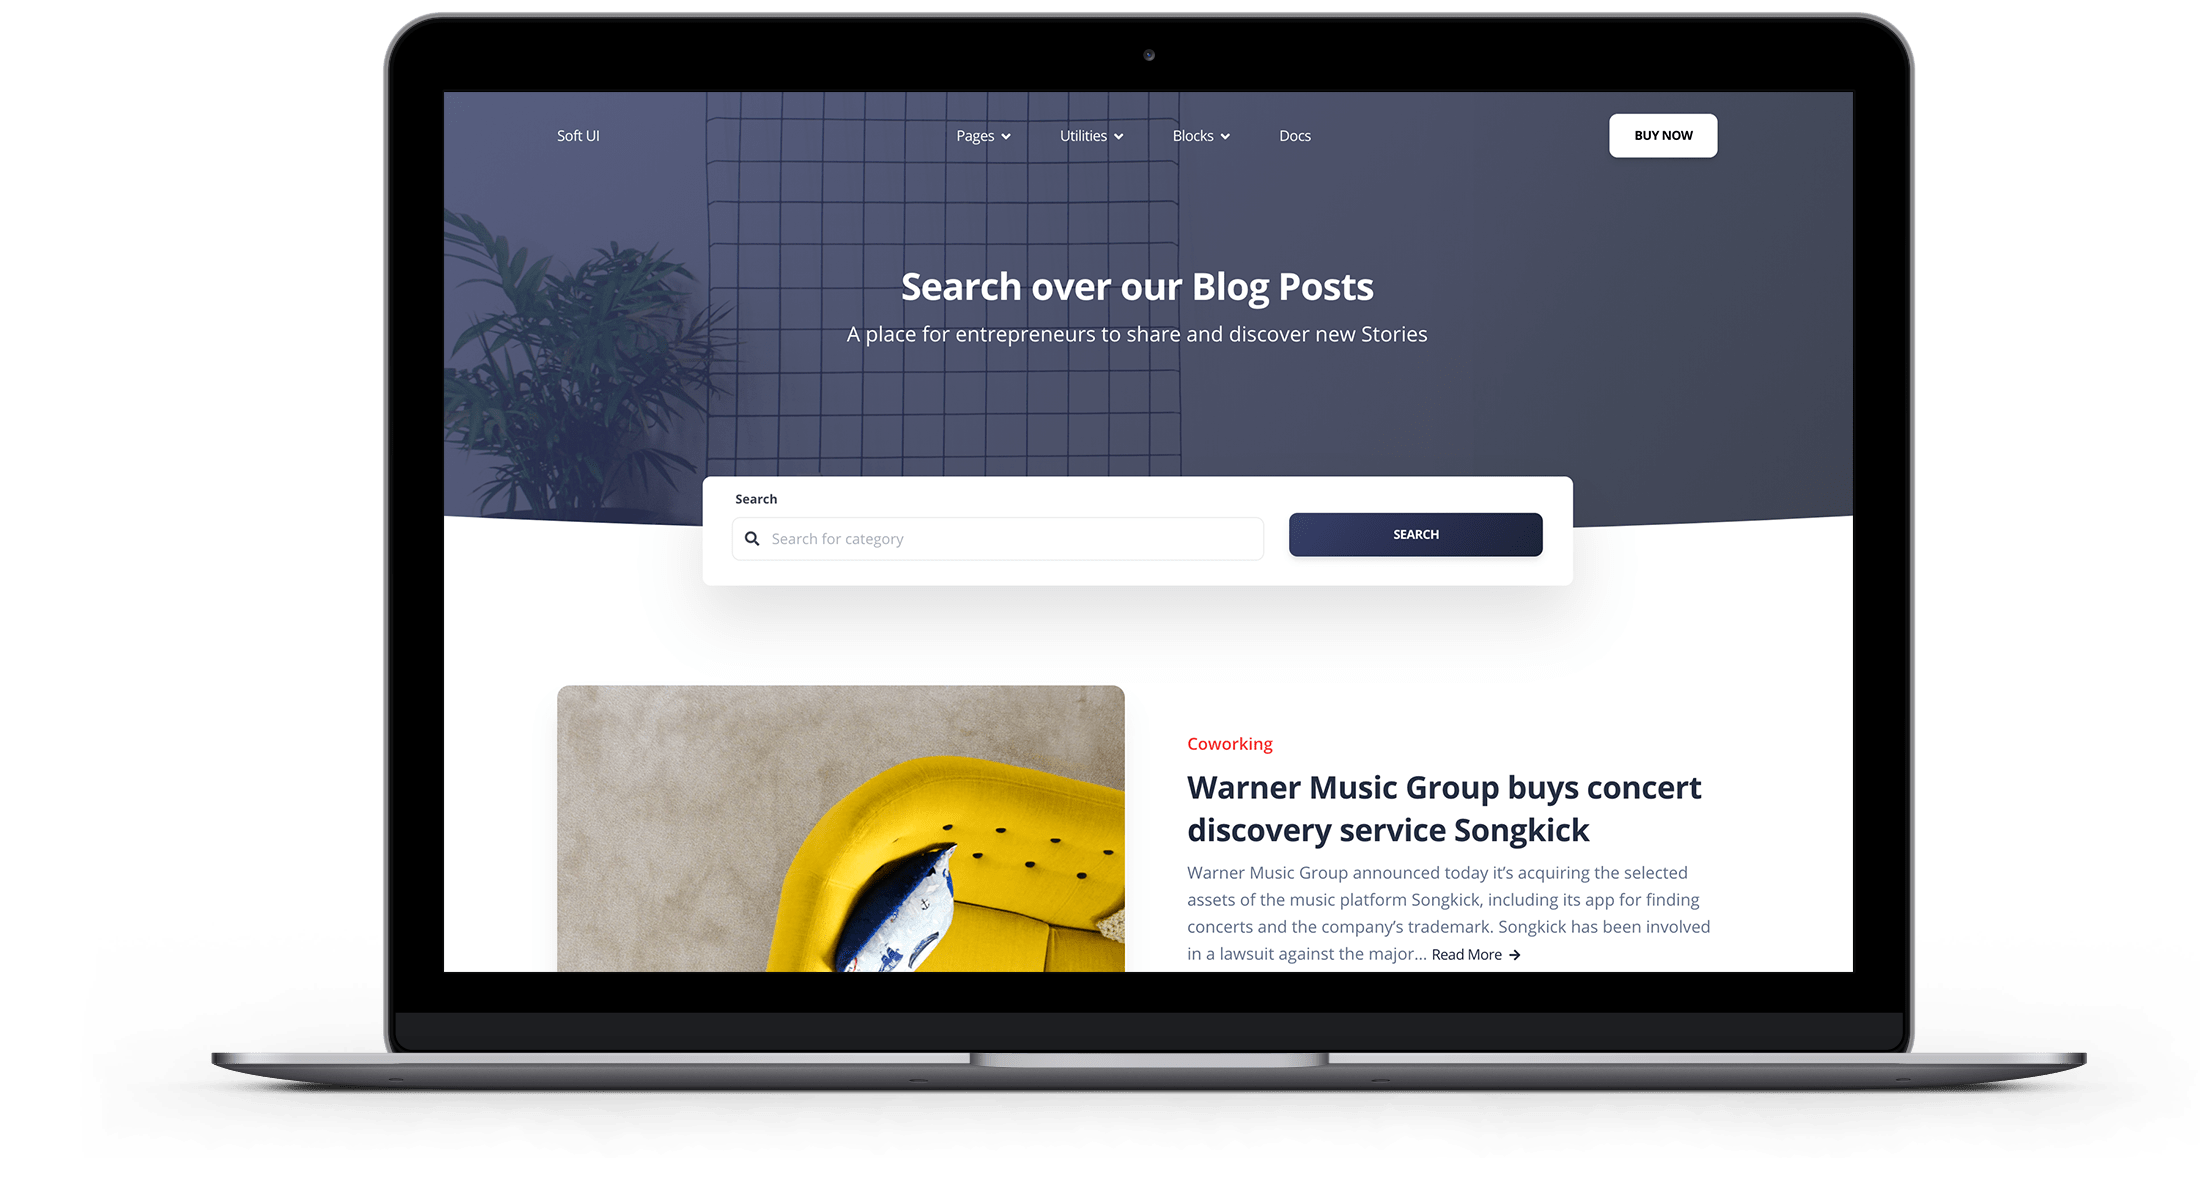 Soft UI
Pages
Utilities
Blocks
Docs
BUY NOW
Search over our Blog Posts
A place for entrepreneurs to share and discover new Stories
Search
Search for category
SEARCH
Coworking
Warner Music Group buys concert
discovery service Songkick
Warner Music Group announced today it’s acquiring the selected
assets of the music platform Songkick, including its app for finding
concerts and the company’s trademark. Songkick has been involved
in a lawsuit against the major... Read More